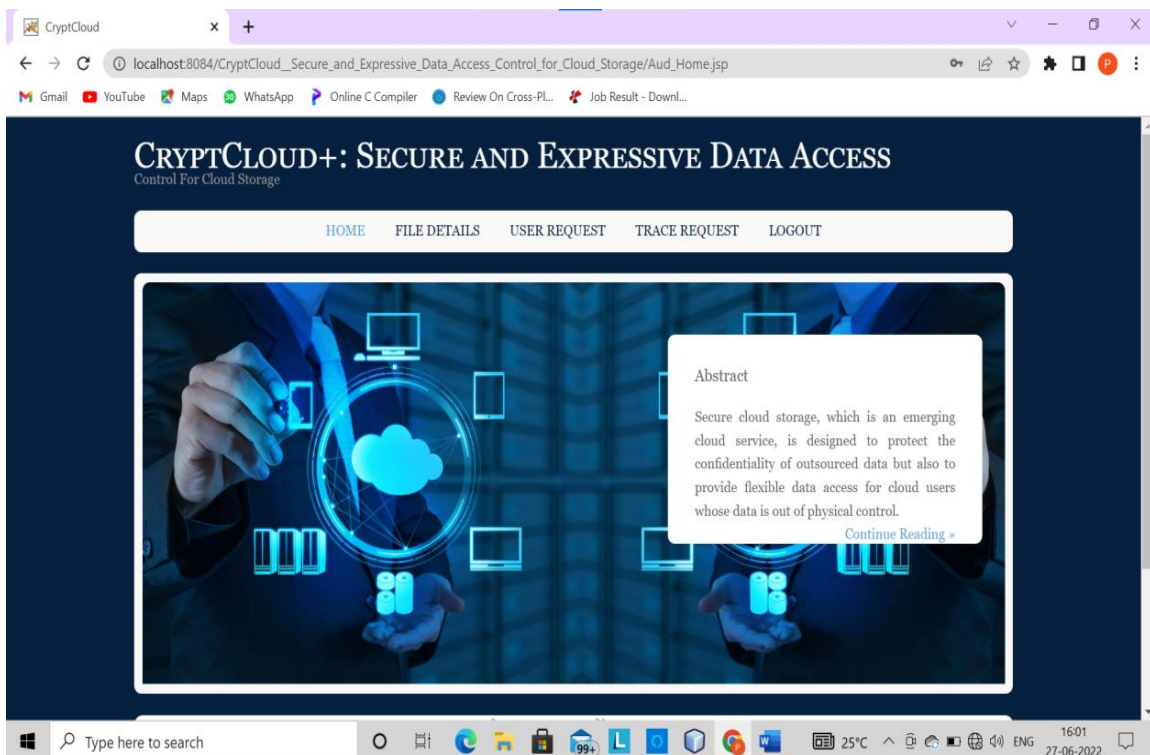 CryptCloud
localhost:8084/CryptCloud__Secure_and_Expressive_Data_Access_Control_for_Cloud_Storage/Aud_Home.jsp
P
Gmail YouTube Maps 30 WhatsApp Online C Compiler Review On Cross-Pl... Job Result - Downl...
CRYPTCLOUD+: SECURE AND EXPRESSIVE DATA ACCESS
Control For Cloud Storage
HOME FILE DETAILS USER REQUEST TRACE REQUEST LOGOUT
Abstract
Secure cloud storage, which is an emerging
cloud service, is designed to protect the
confidentiality of outsourced data but also to
provide flexible data access for cloud users
whose data is out of physical control.
Continue Reading »
Type here to search
99+
L
25°C ENG
16:01
27-06-2022